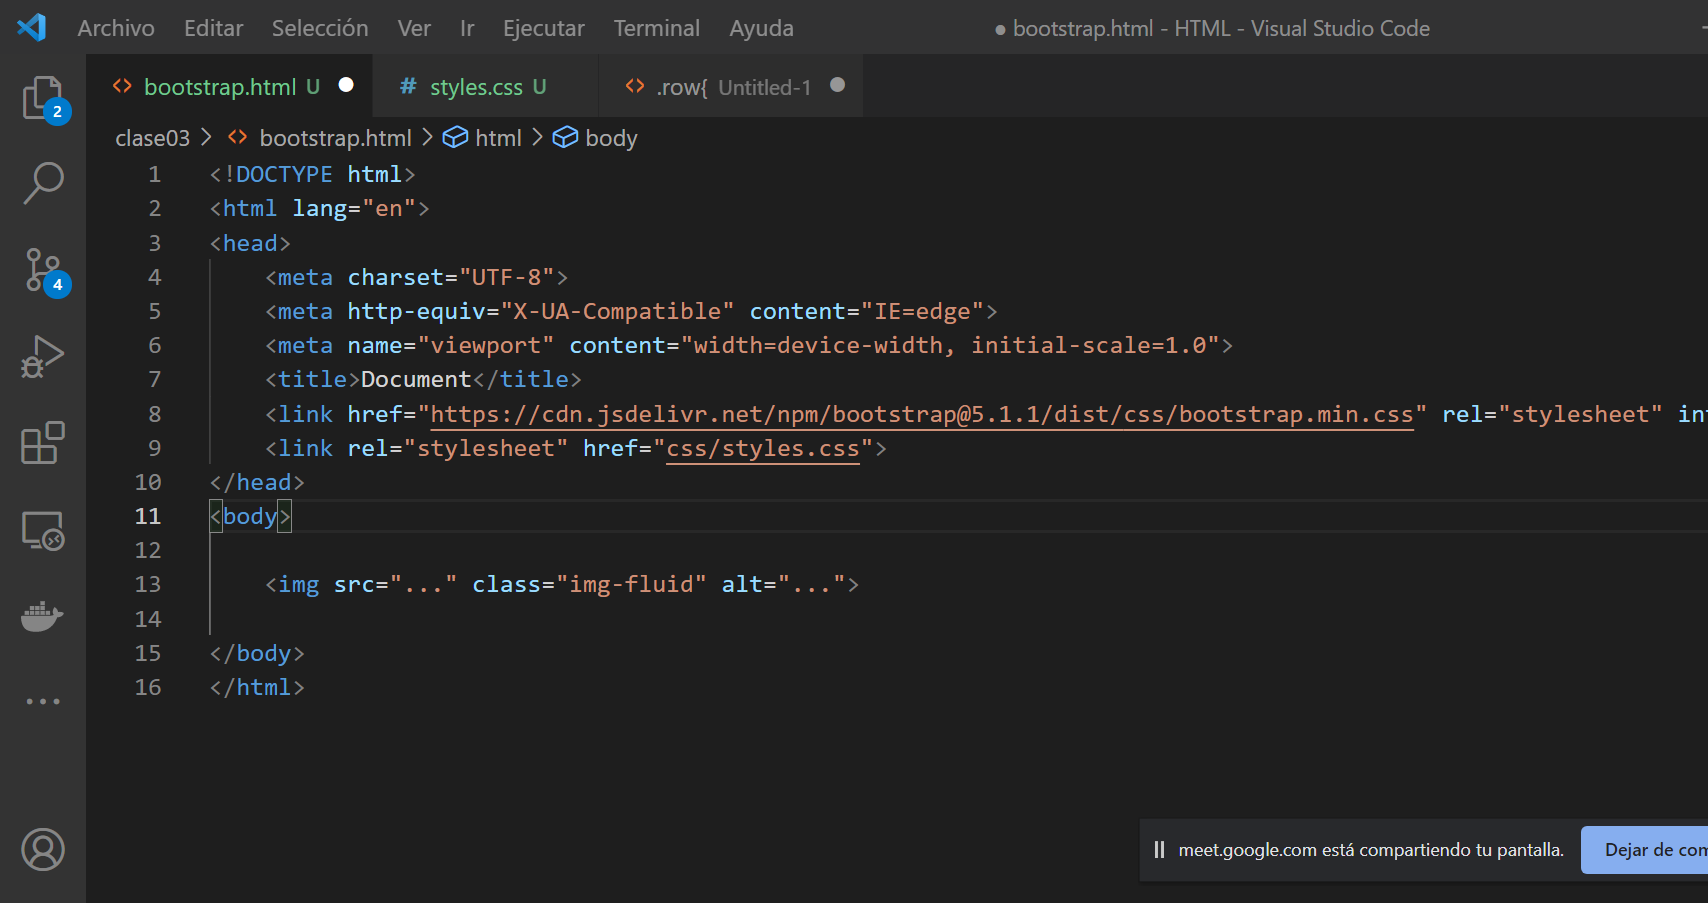 Archivo Editar Selección Ver Ir Ejecutar Terminal Ayuda ● bootstrap.html - HTML - Visual Studio Code
<> bootstrap.html U ● # styles.css U <> .row{ Untitled-1 ●
clase03 > <> bootstrap.html > html > body
2
4
1 <!DOCTYPE html>
2 <html lang="en">
3 <head>
4     <meta charset="UTF-8">
5     <meta http-equiv="X-UA-Compatible" content="IE=edge">
6     <meta name="viewport" content="width=device-width, initial-scale=1.0">
7     <title>Document</title>
8     <link href="https://cdn.jsdelivr.net/npm/bootstrap@5.1.1/dist/css/bootstrap.min.css" rel="stylesheet"
9     <link rel="stylesheet" href="css/styles.css">
10 </head>
11 <body>
12
13     <img src="..." class="img-fluid" alt="...">
14
15 </body>
16 </html>
meet.google.com está compartiendo tu pantalla. Dejar de